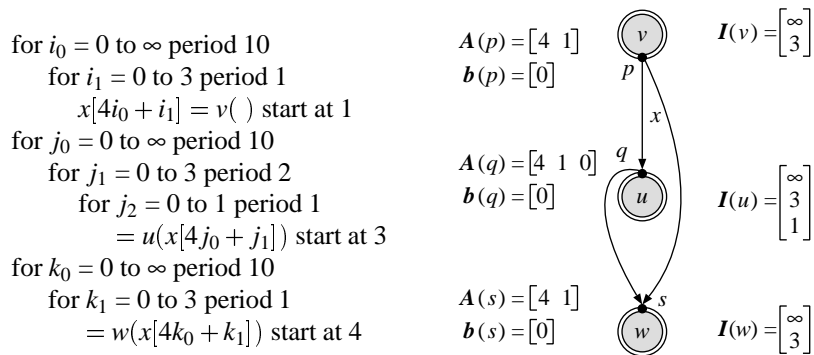 for i₀ = 0 to ∞ period 10
for i₁ = 0 to 3 period 1
x[4i₀ + i₁] = v( ) start at 1
for j₀ = 0 to ∞ period 10
for j₁ = 0 to 3 period 2
for j₂ = 0 to 1 period 1
= u(x[4j₀ + j₁]) start at 3
for k₀ = 0 to ∞ period 10
for k₁ = 0 to 3 period 1
= w(x[4k₀ + k₁]) start at 4
A(p) = [4 1]
b(p) = [0]
v
p
I(v) = [∞ 3]
x
A(q) = [4 1 0]
b(q) = [0]
q
u
I(u) = [∞ 3 1]
A(s) = [4 1]
b(s) = [0]
s
w
I(w) = [∞ 3]